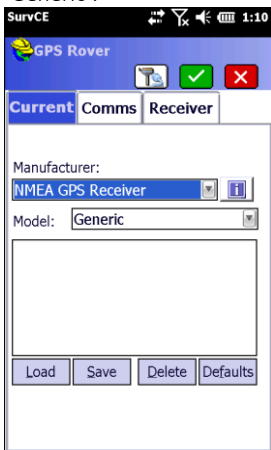 SurvCE 1:10
GPS Rover
Current Comms Receiver
Manufacturer:
NMEA GPS Receiver
Model: Generic
Load Save Delete Defaults